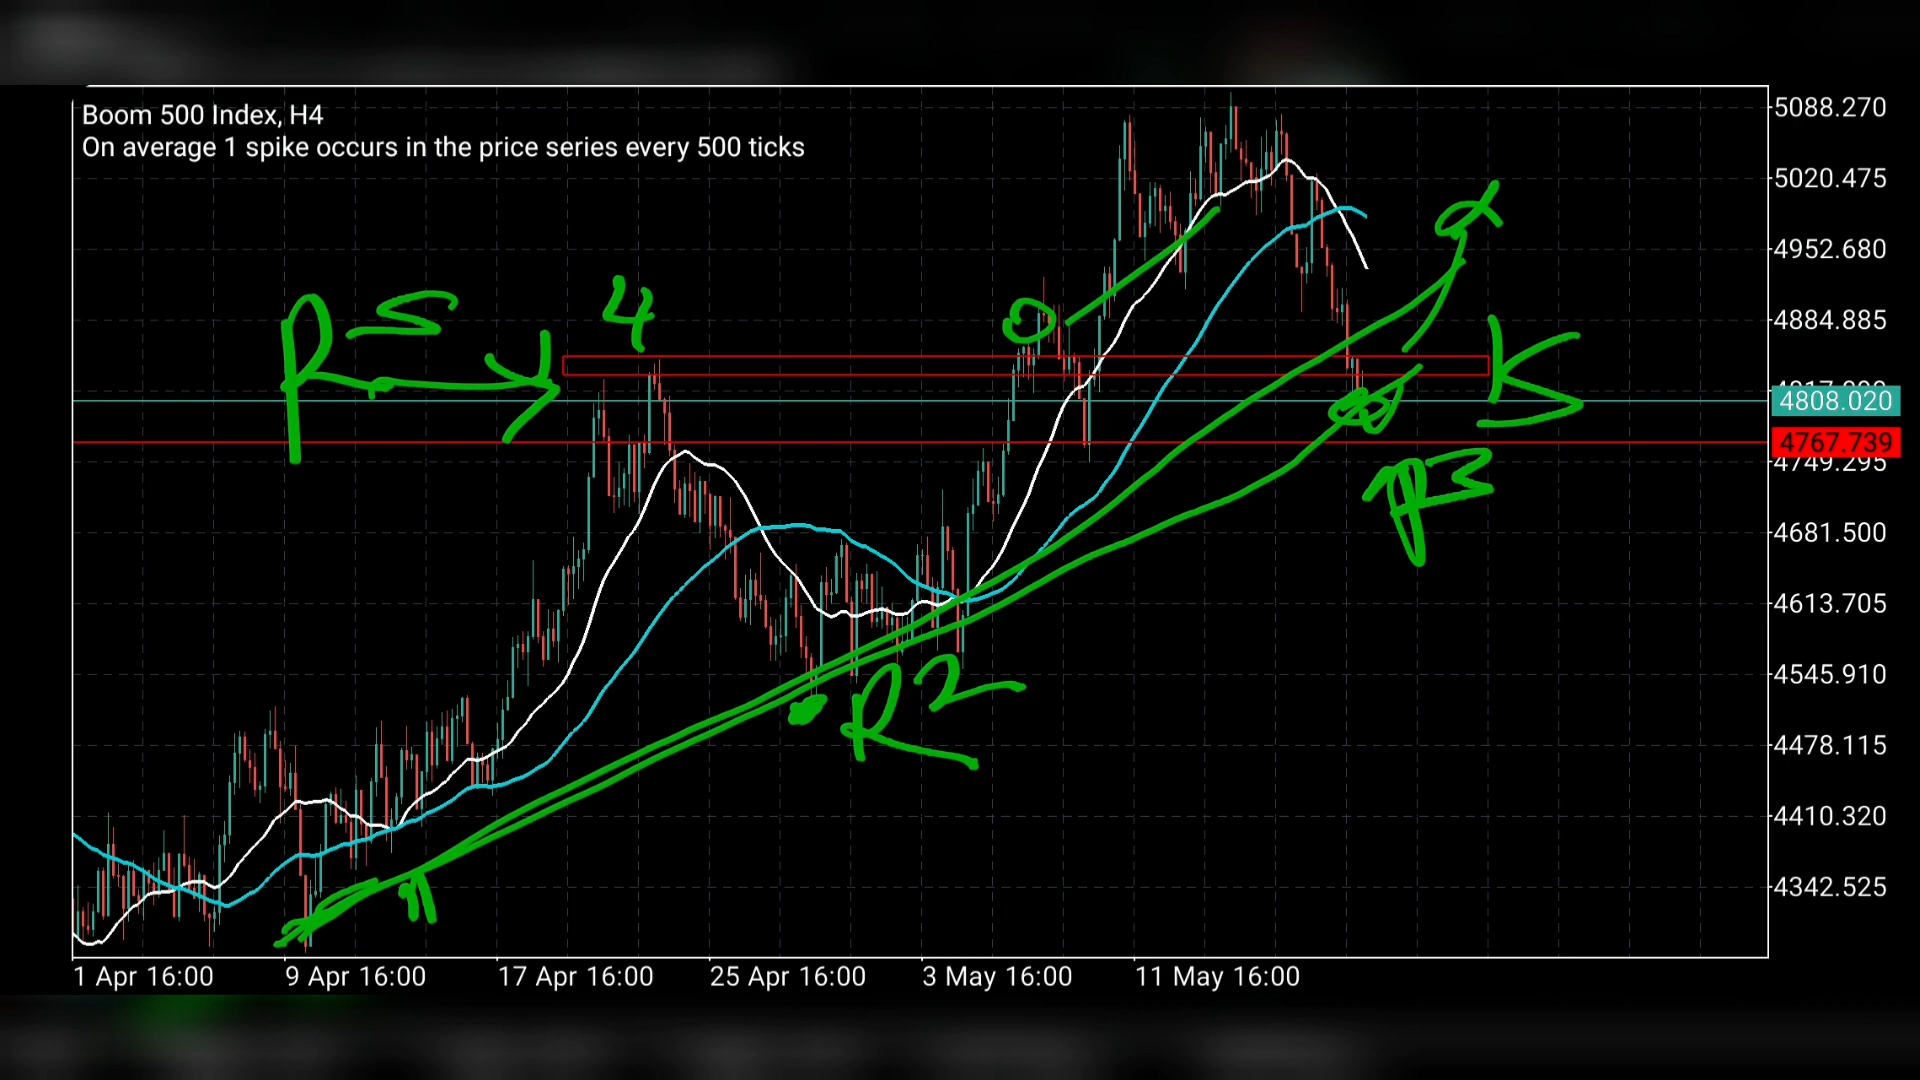 Boom 500 Index, H4
On average 1 spike occurs in the price series every 500 ticks
5088.270
5020.475
4952.680
4884.885
4808.020
4767.739
4749.295
4681.500
4613.705
4545.910
4478.115
4410.320
4342.525
4
R2
1 Apr 16:00
9 Apr 16:00
17 Apr 16:00
25 Apr 16:00
3 May 16:00
11 May 16:00